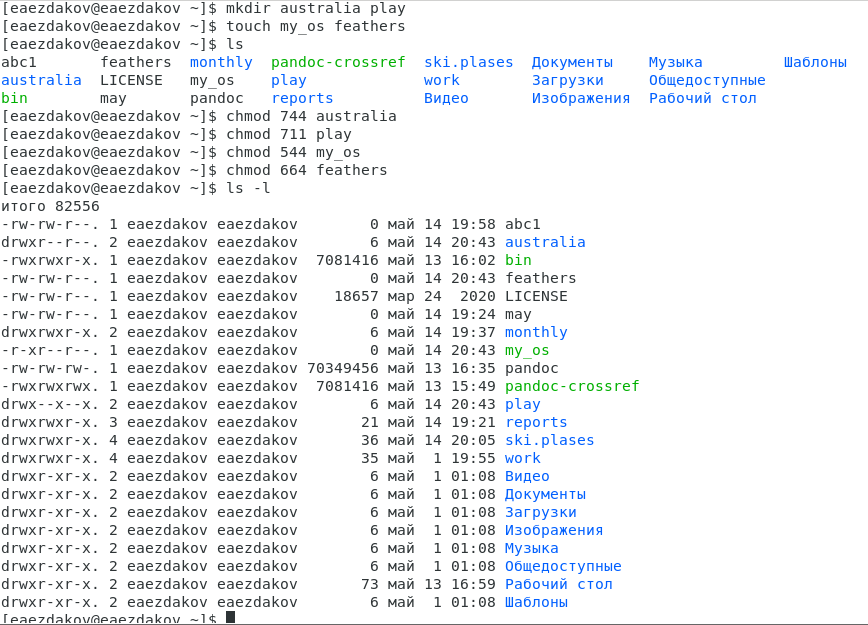 [eaezdakov@eaezdakov ~]$ mkdir australia play
[eaezdakov@eaezdakov ~]$ touch my_os feathers
[eaezdakov@eaezdakov ~]$ ls
abc1       feathers  monthly  pandoc-crossref  ski.plases  Документы    Музыка         Шаблоны
australia  LICENSE   my_os    play             work        Загрузки     Общедоступные
bin        may       pandoc   reports          Видео       Изображения  Рабочий стол
[eaezdakov@eaezdakov ~]$ chmod 744 australia
[eaezdakov@eaezdakov ~]$ chmod 711 play
[eaezdakov@eaezdakov ~]$ chmod 544 my_os
[eaezdakov@eaezdakov ~]$ chmod 664 feathers
[eaezdakov@eaezdakov ~]$ ls -l
итого 82556
-rw-rw-r--. 1 eaezdakov eaezdakov        0 май 14 19:58 abc1
drwxr--r--. 2 eaezdakov eaezdakov        6 май 14 20:43 australia
-rwxrwxr-x. 1 eaezdakov eaezdakov  7081416 май 13 16:02 bin
-rw-rw-r--. 1 eaezdakov eaezdakov        0 май 14 20:43 feathers
-rw-rw-r--. 1 eaezdakov eaezdakov    18657 мар 24  2020 LICENSE
-rw-rw-r--. 1 eaezdakov eaezdakov        0 май 14 19:24 may
drwxrwxr-x. 2 eaezdakov eaezdakov        6 май 14 19:37 monthly
-r-xr--r--. 1 eaezdakov eaezdakov        0 май 14 20:43 my_os
-rw-rw-rw-. 1 eaezdakov eaezdakov 70349456 май 13 16:35 pandoc
-rwxrwxrwx. 1 eaezdakov eaezdakov  7081416 май 13 15:49 pandoc-crossref
drwx--x--x. 2 eaezdakov eaezdakov        6 май 14 20:43 play
drwxrwxr-x. 3 eaezdakov eaezdakov       21 май 14 19:21 reports
drwxrwxr-x. 4 eaezdakov eaezdakov       36 май 14 20:05 ski.plases
drwxrwxr-x. 4 eaezdakov eaezdakov       35 май  1 19:55 work
drwxr-xr-x. 2 eaezdakov eaezdakov        6 май  1 01:08 Видео
drwxr-xr-x. 2 eaezdakov eaezdakov        6 май  1 01:08 Документы
drwxr-xr-x. 2 eaezdakov eaezdakov        6 май  1 01:08 Загрузки
drwxr-xr-x. 2 eaezdakov eaezdakov        6 май  1 01:08 Изображения
drwxr-xr-x. 2 eaezdakov eaezdakov        6 май  1 01:08 Музыка
drwxr-xr-x. 2 eaezdakov eaezdakov        6 май  1 01:08 Общедоступные
drwxr-xr-x. 2 eaezdakov eaezdakov       73 май 13 16:59 Рабочий стол
drwxr-xr-x. 2 eaezdakov eaezdakov        6 май  1 01:08 Шаблоны
[eaezdakov@eaezdakov ~]$